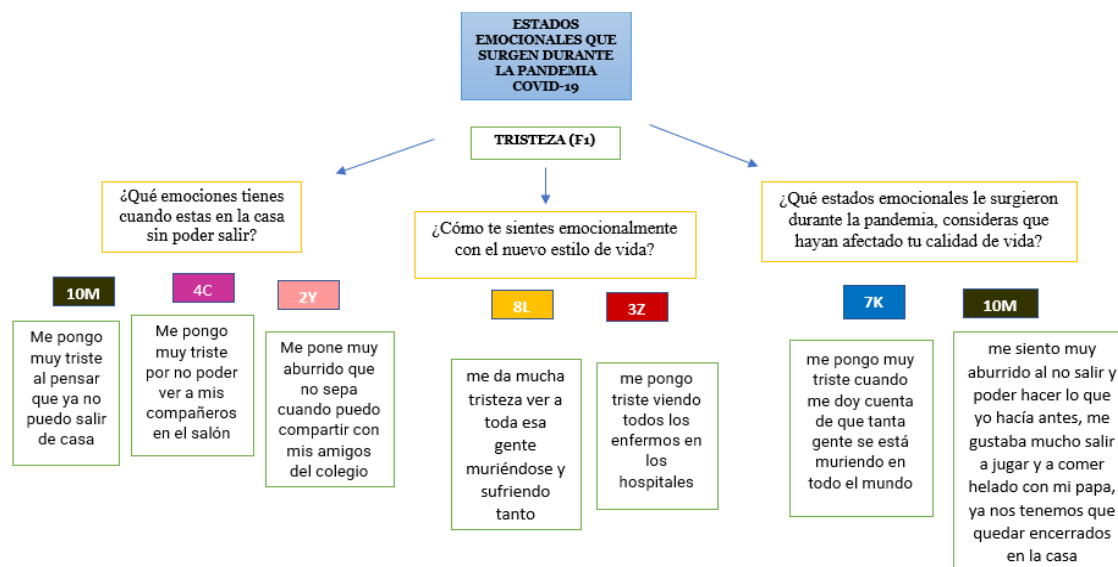 ESTADOS
EMOCIONALES QUE
SURGEN DURANTE
LA PANDEMIA
COVID-19
TRISTEZA (F1)
¿Qué emociones tienes
cuando estas en la casa
sin poder salir?
10M
Me pongo
muy triste
al pensar
que ya no
puedo salir
de casa
4C
Me pongo
muy triste
por no poder
ver a mis
compañeros
en el salón
2Y
Me pone muy
aburrido que
no sepa
cuando puedo
compartir con
mis amigos
del colegio
¿Cómo te sientes emocionalmente
con el nuevo estilo de vida?
8L
me da mucha
tristeza ver a
toda esa
gente
muriéndose y
sufriendo
tanto
3Z
me pongo
triste viendo
todos los
enfermos en
los
hospitales
¿Qué estados emocionales le surgieron
durante la pandemia, consideras que
hayan afectado tu calidad de vida?
7K
me pongo muy
triste cuando
me doy cuenta
de que tanta
gente se está
muriendo en
todo el mundo
10M
me siento muy
aburrido al no salir y
poder hacer lo que
yo hacía antes, me
gustaba mucho salir
a jugar y a comer
helado con mi papa,
ya nos tenemos que
quedar encerrados
en la casa